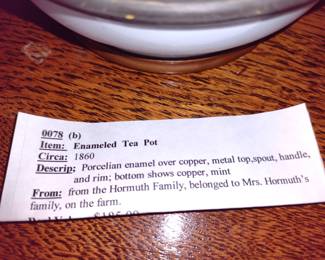 0078 (b)
Item: Enameled Tea Pot
Circa: 1860
Descrip: Porcelian enamel over copper, metal top,spout, handle,
and rim; bottom shows copper, mint
From: from the Hormuth Family, belonged to Mrs. Hormuth's
family, on the farm.